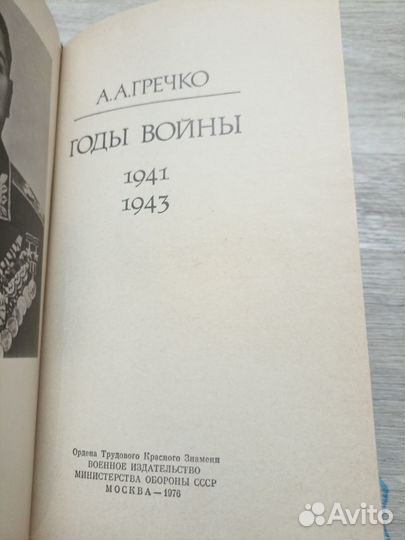 А.А.ГРЕЧКО
ГОДЫ ВОЙНЫ
1941
1943
Ордена Трудового Красного Знамени
ВОЕННОЕ ИЗДАТЕЛЬСТВО
МИНИСТЕРСТВА ОБОРОНЫ СССР
МОСКВА — 1976
Avito